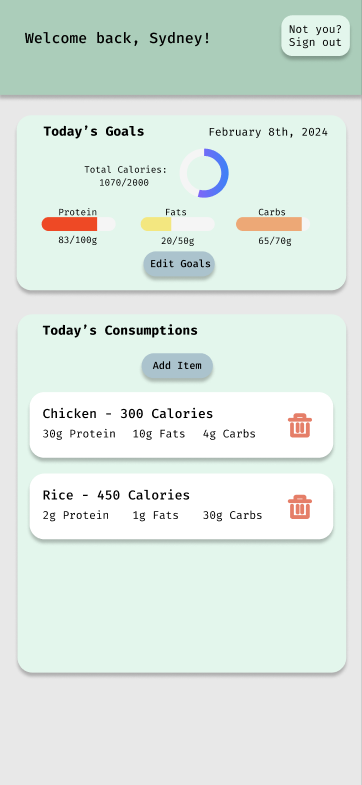 Welcome back, Sydney!
Not you?
Sign out
Today's Goals
February 8th, 2024
Total Calories:
1070/2000
Protein
Fats
Carbs
83/100g
20/50g
65/70g
Edit Goals
Today's Consumptions
Add Item
Chicken - 300 Calories
30g Protein 10g Fats 4g Carbs
Rice - 450 Calories
2g Protein 1g Fats 30g Carbs